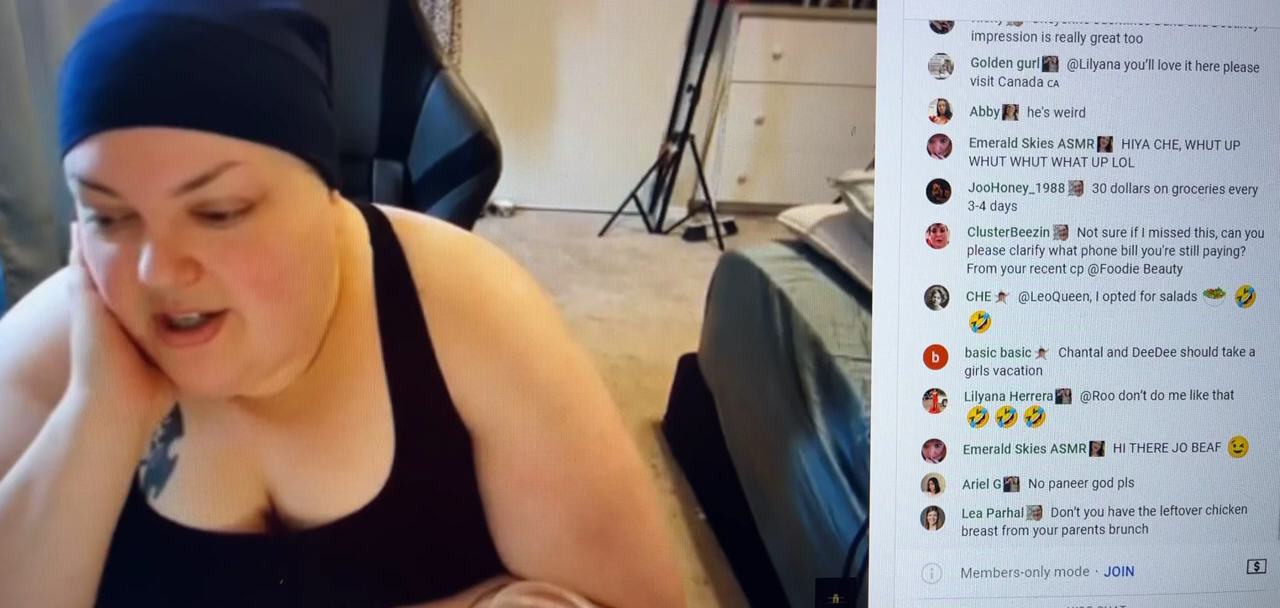 impression is really great too
Golden gurl @Lilyana you'll love it here please
visit Canada CA
Abby he's weird
Emerald Skies ASMR HIYA CHE, WHUT UP
WHUT WHUT WHAT UP LOL
JooHoney_1988 30 dollars on groceries every
3-4 days
ClusterBeezin Not sure if I missed this, can you
please clarify what phone bill you're still paying?
From your recent cp @Foodie Beauty
CHE @LeoQueen, I opted for salads 🥗 🤣
🤣
basic basic Chantal and DeeDee should take a
girls vacation
Lilyana Herrera @Roo don't do me like that
🤣 🤣 🤣
Emerald Skies ASMR HI THERE JO BEAF 😉
Ariel G No paneer god pls
Lea Parhal Don't you have the leftover chicken
breast from your parents brunch
Members-only mode · JOIN
b
$